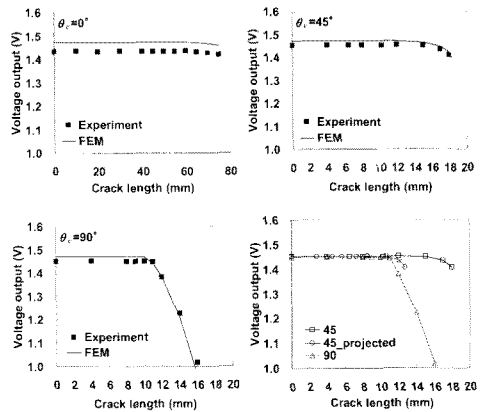 θc=0°
Voltage output (V)
1.6
1.5
1.4
1.3
1.2
1.1
1.0
Experiment
FEM
0 20 40 60 80
Crack length (mm)
θc=45°
Voltage output (V)
1.6
1.5
1.4
1.3
1.2
1.1
1.0
Experiment
FEM
0 2 4 6 8 10 12 14 16 18 20
Crack length (mm)
θc=90°
Voltage output (V)
1.6
1.5
1.4
1.3
1.2
1.1
1.0
Experiment
FEM
0 2 4 6 8 10 12 14 16 18 20
Crack length (mm)
Voltage output (V)
1.6
1.5
1.4
1.3
1.2
1.1
1.0
45
45_projected
90
0 2 4 6 8 10 12 14 16 18 20
Crack length (mm)